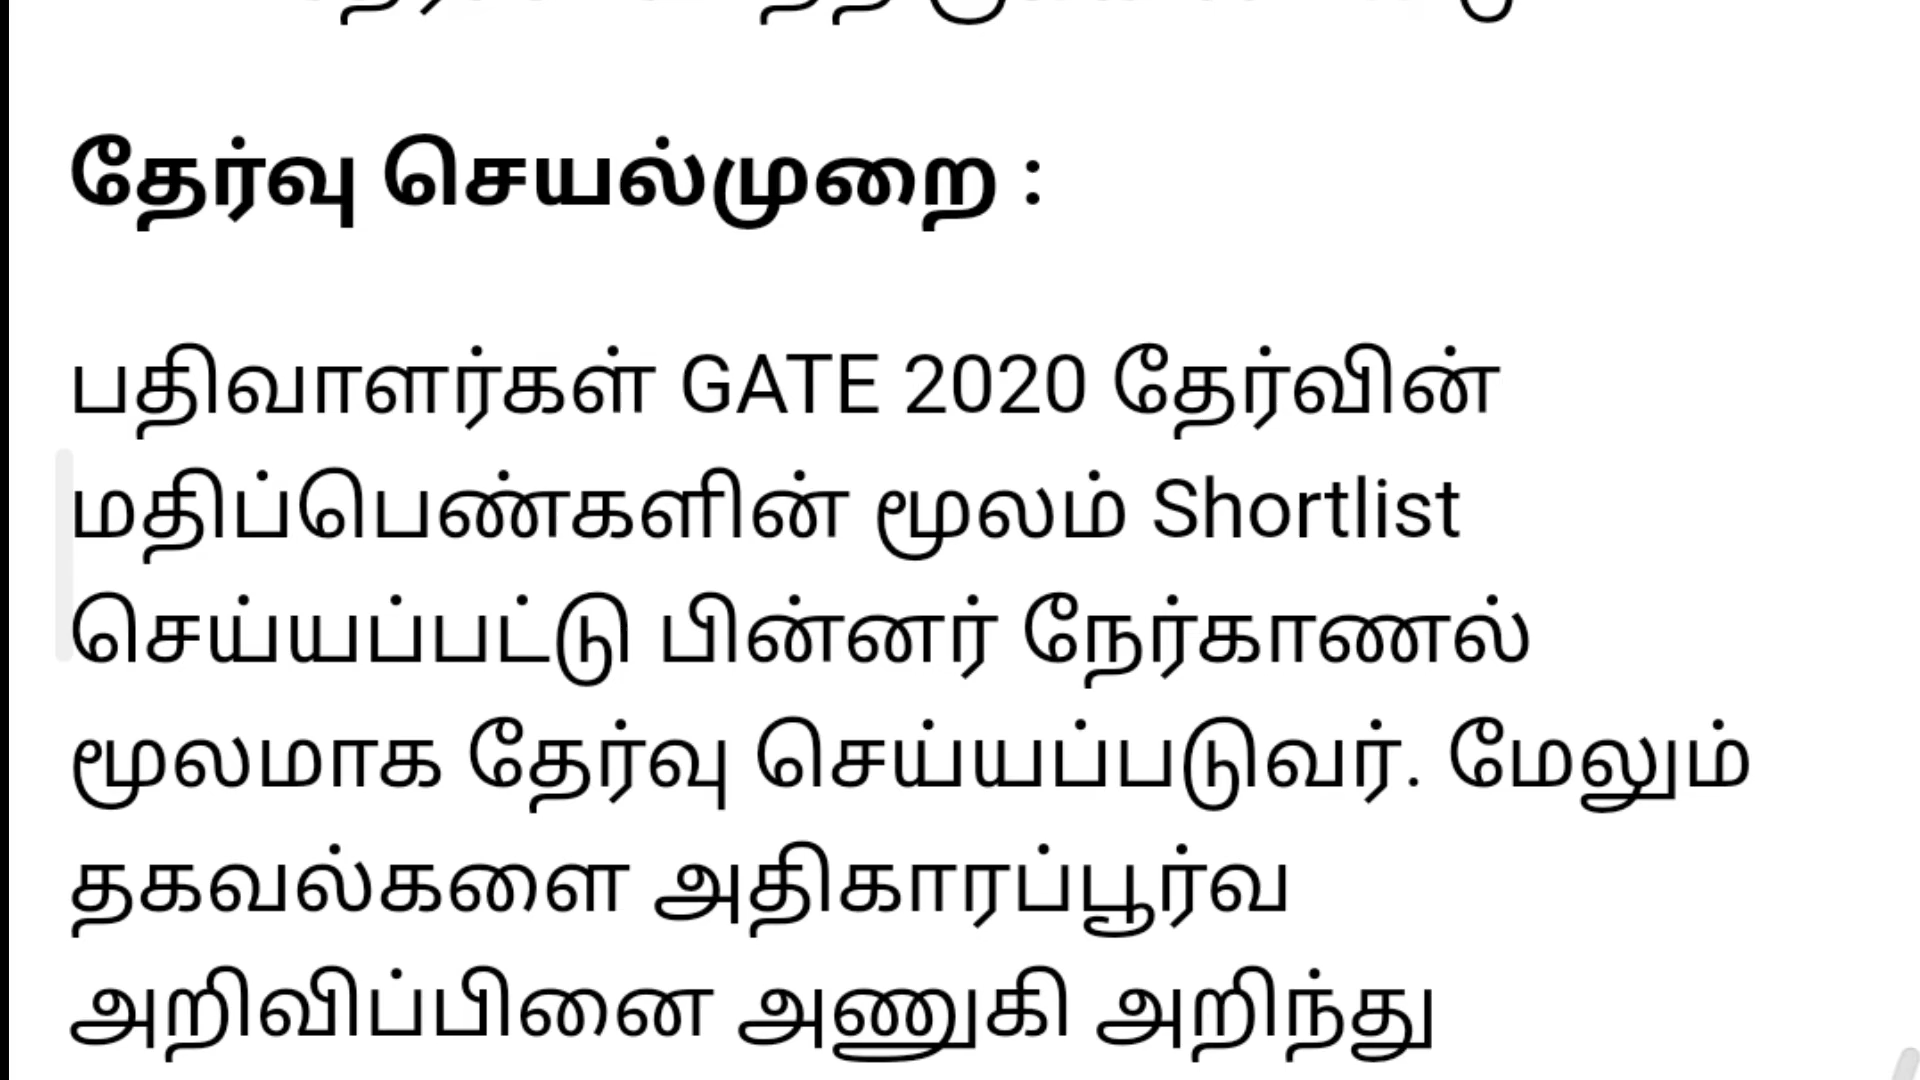 தேர்வு செயல்முறை :
பதிவாளர்கள் GATE 2020 தேர்வின்
மதிப்பெண்களின் மூலம் Shortlist
செய்யப்பட்டு பின்னர் நேர்காணல்
மூலமாக தேர்வு செய்யப்படுவர். மேலும்
தகவல்களை அதிகாரப்பூர்வ
அறிவிப்பினை அணுகி அறிந்து